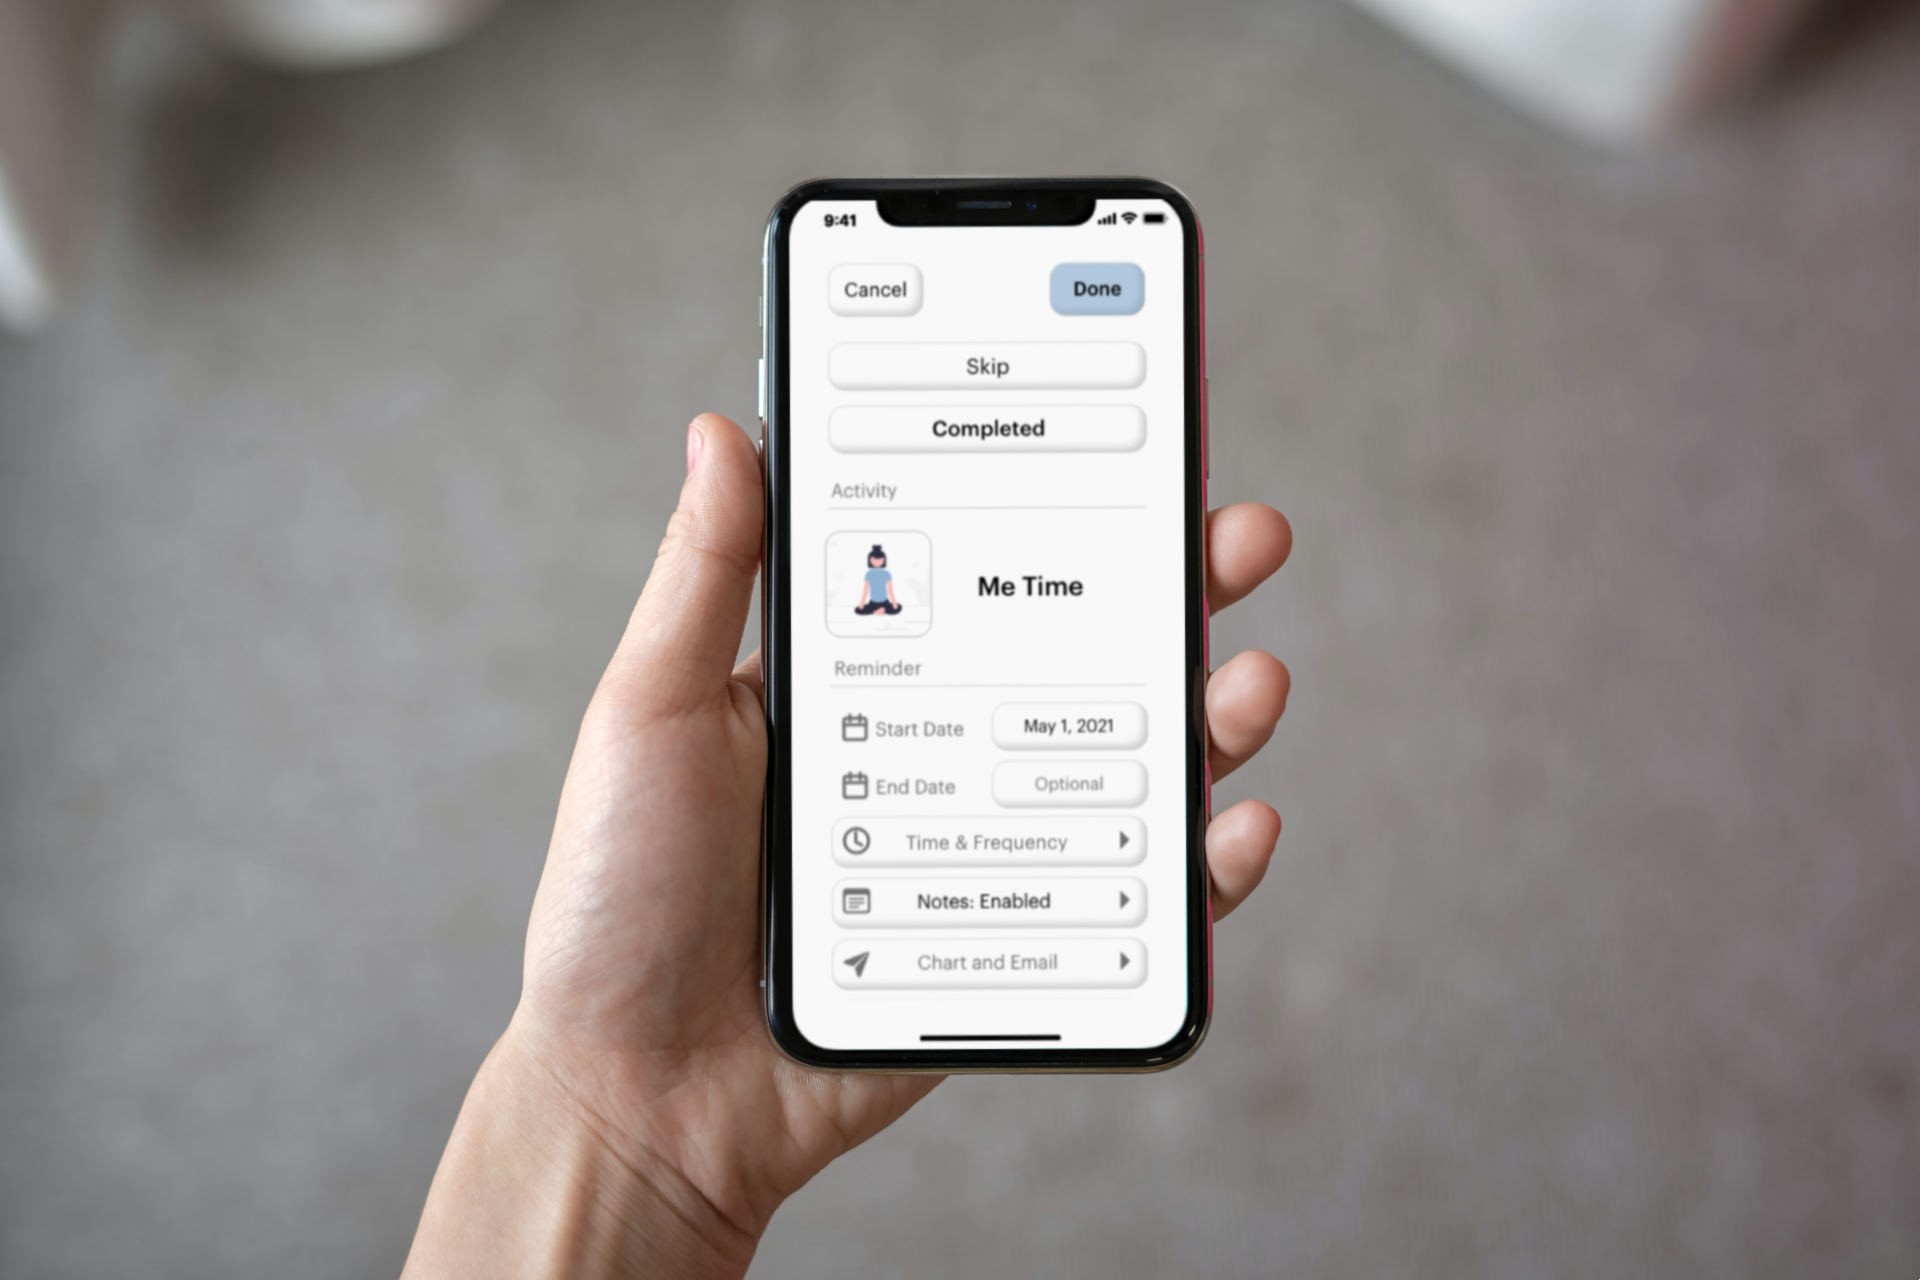 9:41
Cancel
Done
Skip
Completed
Activity
Me Time
Reminder
Start Date
May 1, 2021
End Date
Optional
Time & Frequency
Notes: Enabled
Chart and Email